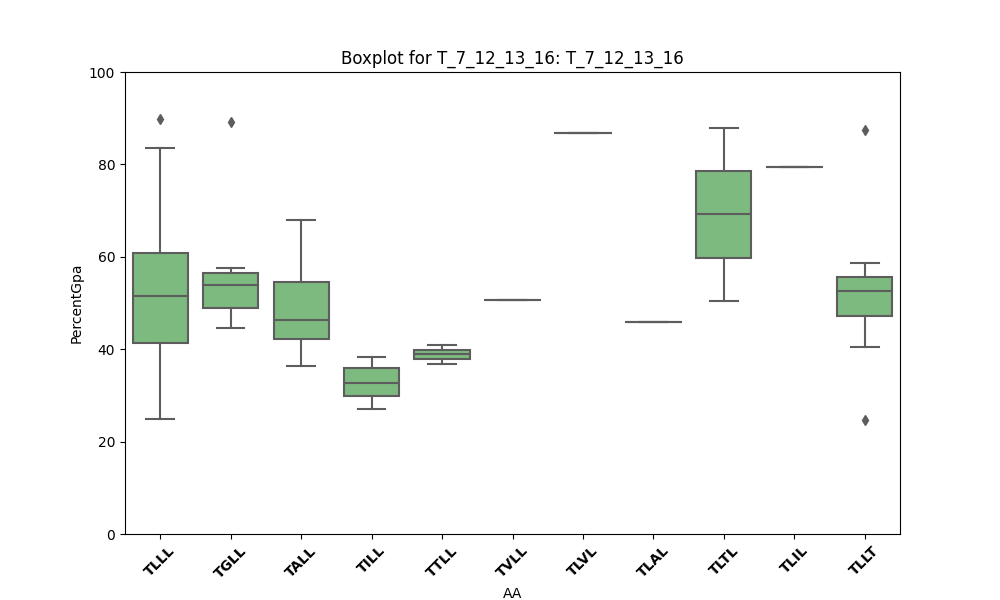 Boxplot for T_7_12_13_16: T_7_12_13_16
100
80
60
40
20
0
PercentGpa
TLLL TGLL TALL TILL TTLL TVLL TLVL TLAL TLTL TLIL TLLT
AA